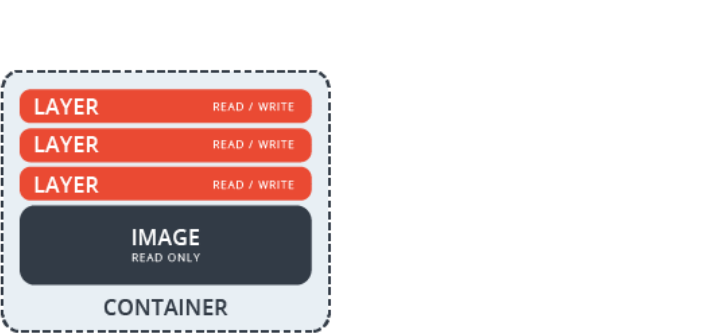 LAYER READ / WRITE
LAYER READ / WRITE
LAYER READ / WRITE
IMAGE
READ ONLY
CONTAINER